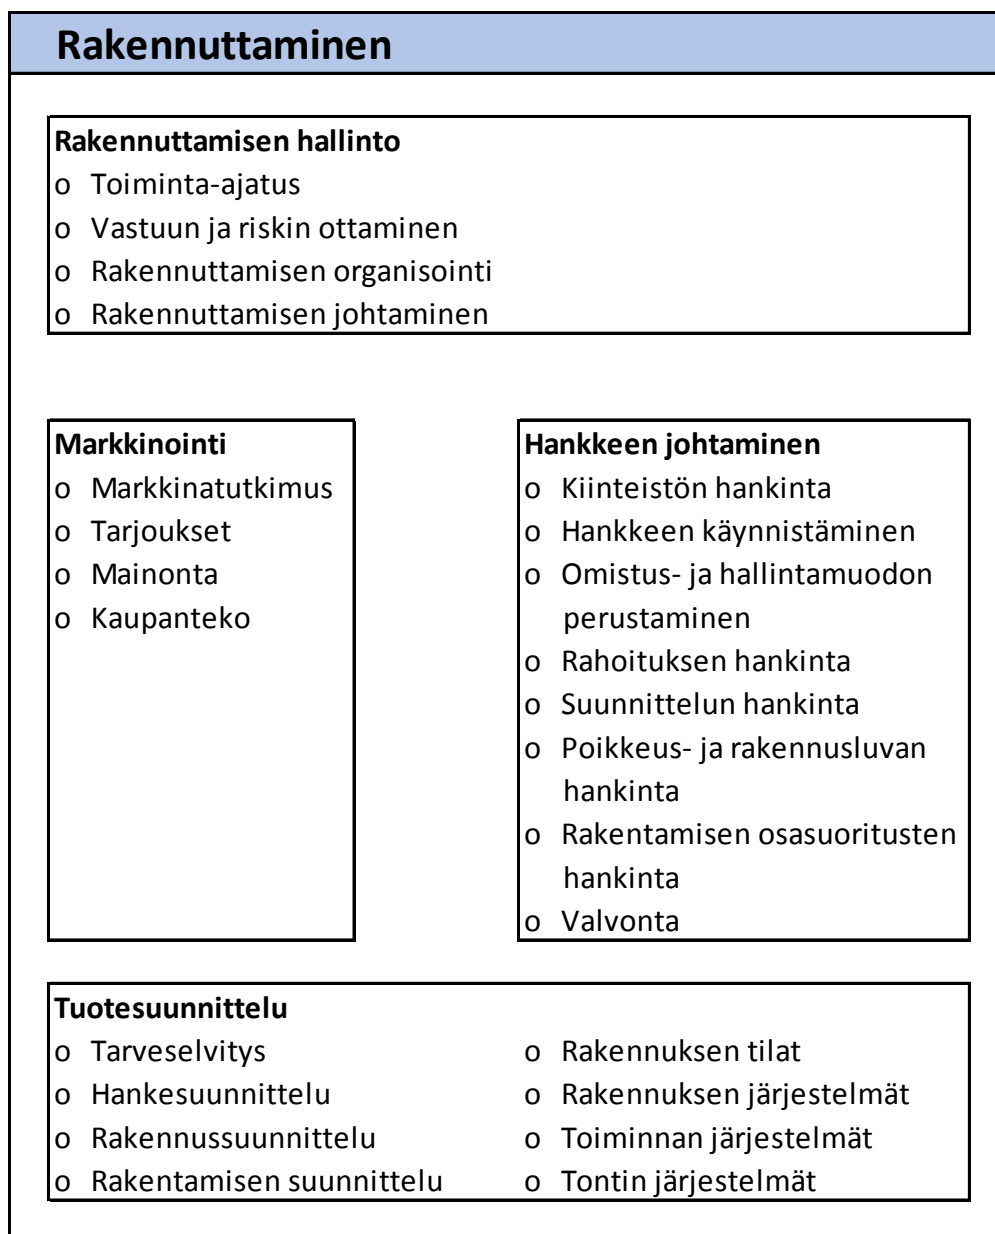 Rakennuttaminen
Rakennuttamisen hallinto
o Toiminta-ajatus
o Vastuun ja riskin ottaminen
o Rakennuttamisen organisointi
o Rakennuttamisen johtaminen
Markkinointi
o Markkinatutkimus
o Tarjoukset
o Mainonta
o Kaupanteko
Hankkeen johtaminen
o Kiinteistön hankinta
o Hankkeen käynnistäminen
o Omistus- ja hallintamuodon
perustaminen
o Rahoituksen hankinta
o Suunnittelun hankinta
o Poikkeus- ja rakennusluvan
hankinta
o Rakentamisen osasuoritusten
hankinta
o Valvonta
Tuotesuunnittelu
o Tarveselvitys
o Hankesuunnittelu
o Rakennussuunnittelu
o Rakentamisen suunnittelu
o Rakennuksen tilat
o Rakennuksen järjestelmät
o Toiminnan järjestelmät
o Tontin järjestelmät